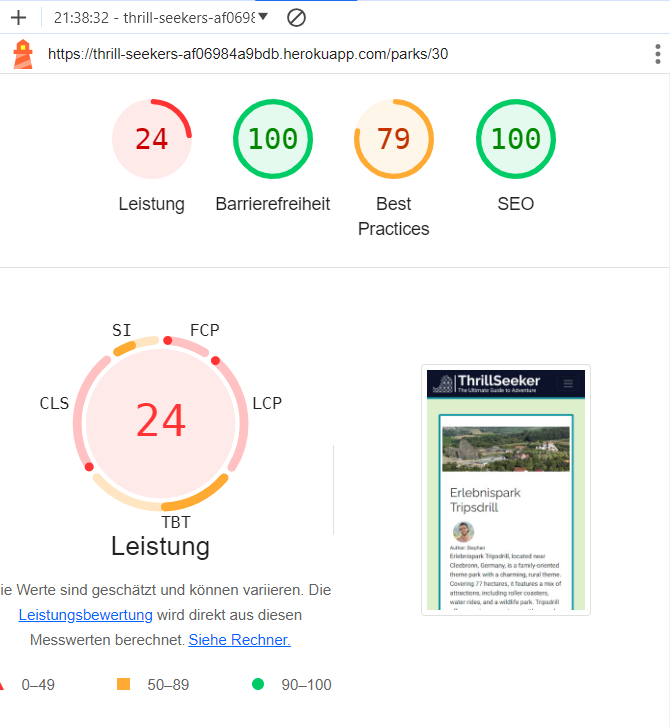 21:38:32 - thrill-seekers-af0698
https://thrill-seekers-af06984a9bdb.herokuapp.com/parks/30
24
100
79
100
Leistung
Barrierefreiheit
Best
Practices
SEO
SI
FCP
CLS
LCP
24
TBT
Leistung
ie Werte sind geschätzt und können variieren. Die
Leistungsbewertung wird direkt aus diesen
Messwerten berechnet. Siehe Rechner.
0–49
50–89
90–100
ThrillSeeker
The Ultimate Guide to Adventure
Erlebnispark
Tripsdrill
Author: Stephan
Erlebnispark Tripsdrill, located near
Cleebronn, Germany, is a family-oriented
theme park with a charming, rural theme.
Covering 77 hectares, it features a mix of
attractions, including roller coasters,
water rides, and a wildlife park. Tripsdrill